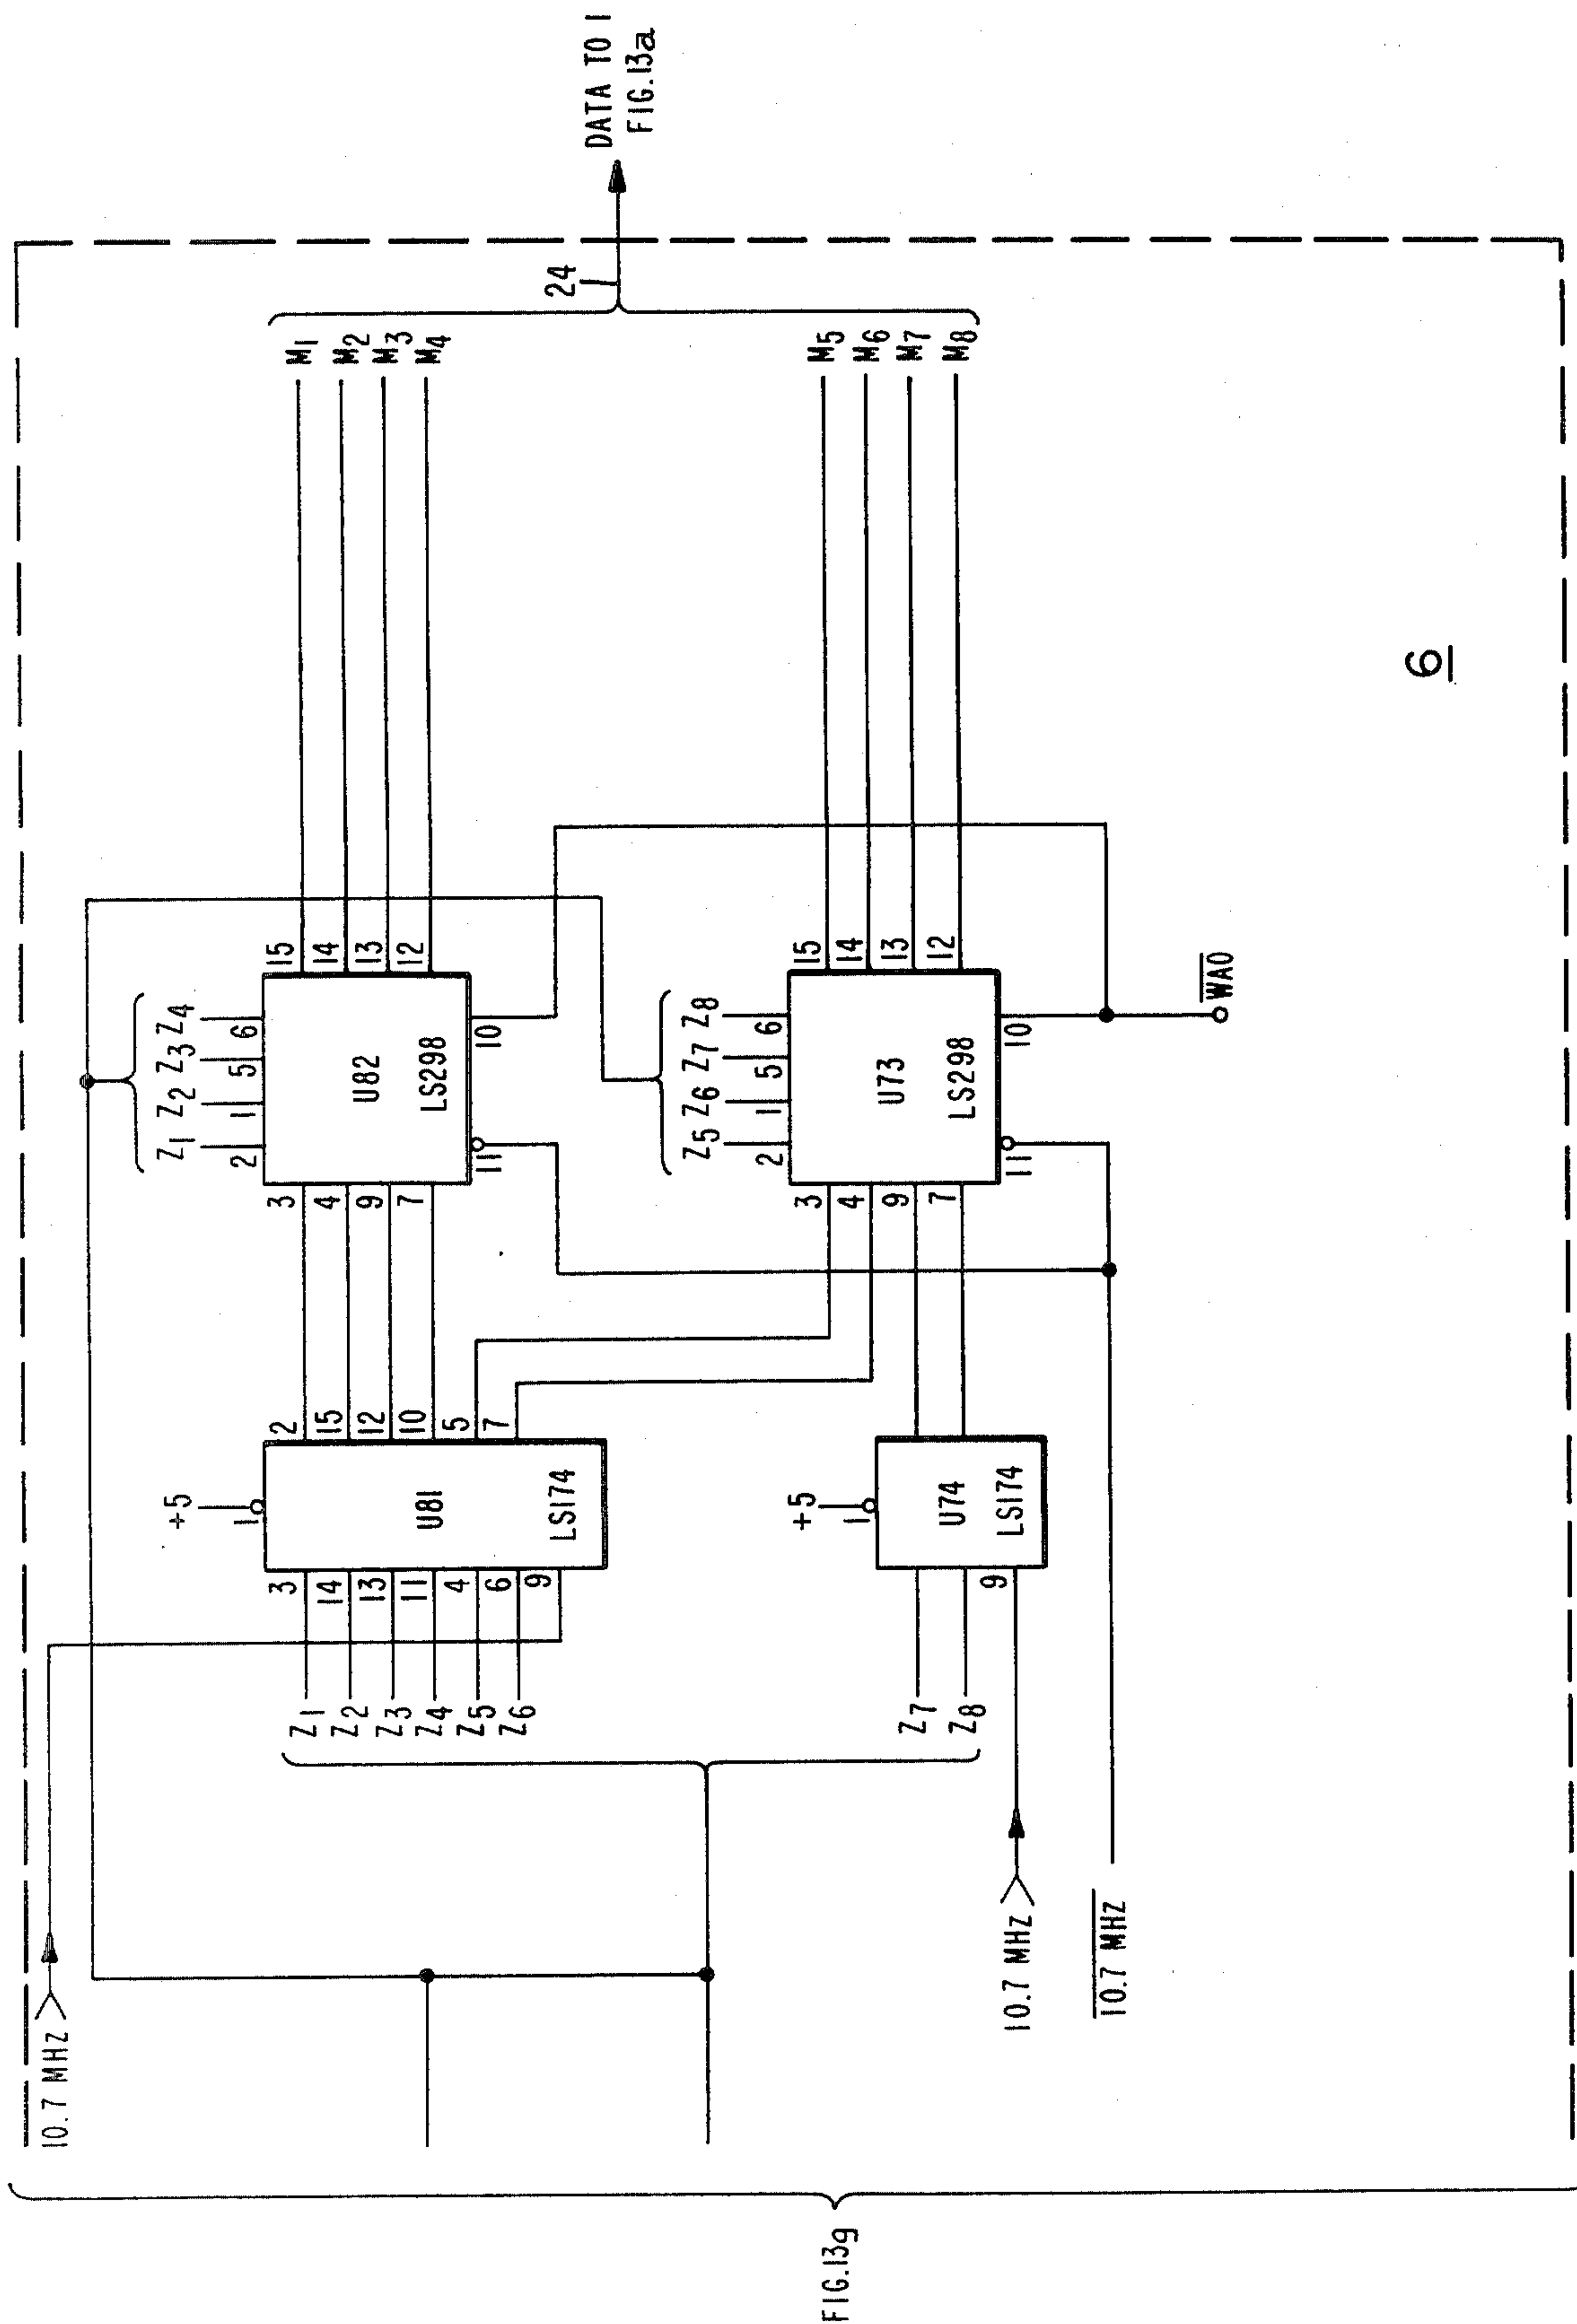 FIG.13g
10.7 MHZ
Z1
Z2
Z3
Z4
Z5
Z6
3
14
13
11
4
6
9
+5
1
U81
LS174
2
15
12
10
5
7
Z1 Z2 Z3 Z4
2 1 5 6
3
4
9
7
U82
LS298
11
10
15
14
13
12
M1
M2
M3
M4
24
DATA TO 1
FIG.13a
Z7
Z8
9
10.7 MHZ
10.7 MHZ
+5
1
U74
LS174
Z5 Z6 Z7 Z8
2 1 5 6
3
4
9
7
U73
LS298
11
10
15
14
13
12
M5
M6
M7
M8
WA0
6